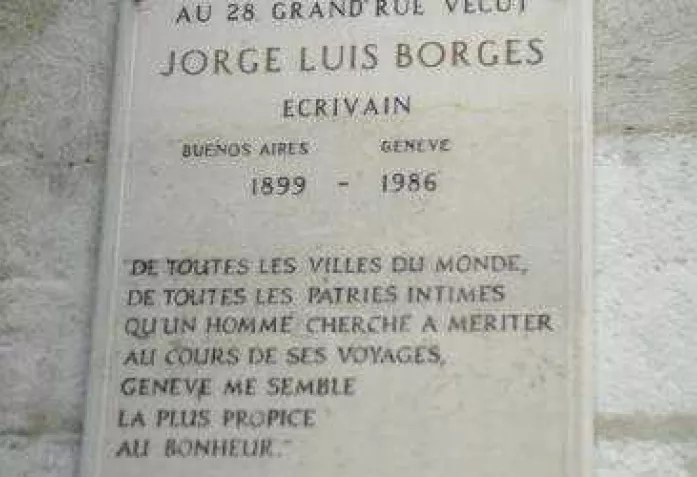 AU 28 GRAND'RUE VECUT
JORGE LUIS BORGES
ECRIVAIN
BUENOS AIRES GENEVE
1899 - 1986
"DE TOUTES LES VILLES DU MONDE,
DE TOUTES LES PATRIES INTIMES
QU'UN HOMME CHERCHE A MERITER
AU COURS DE SES VOYAGES,
GENEVE ME SEMBLE
LA PLUS PROPICE
AU BONHEUR."